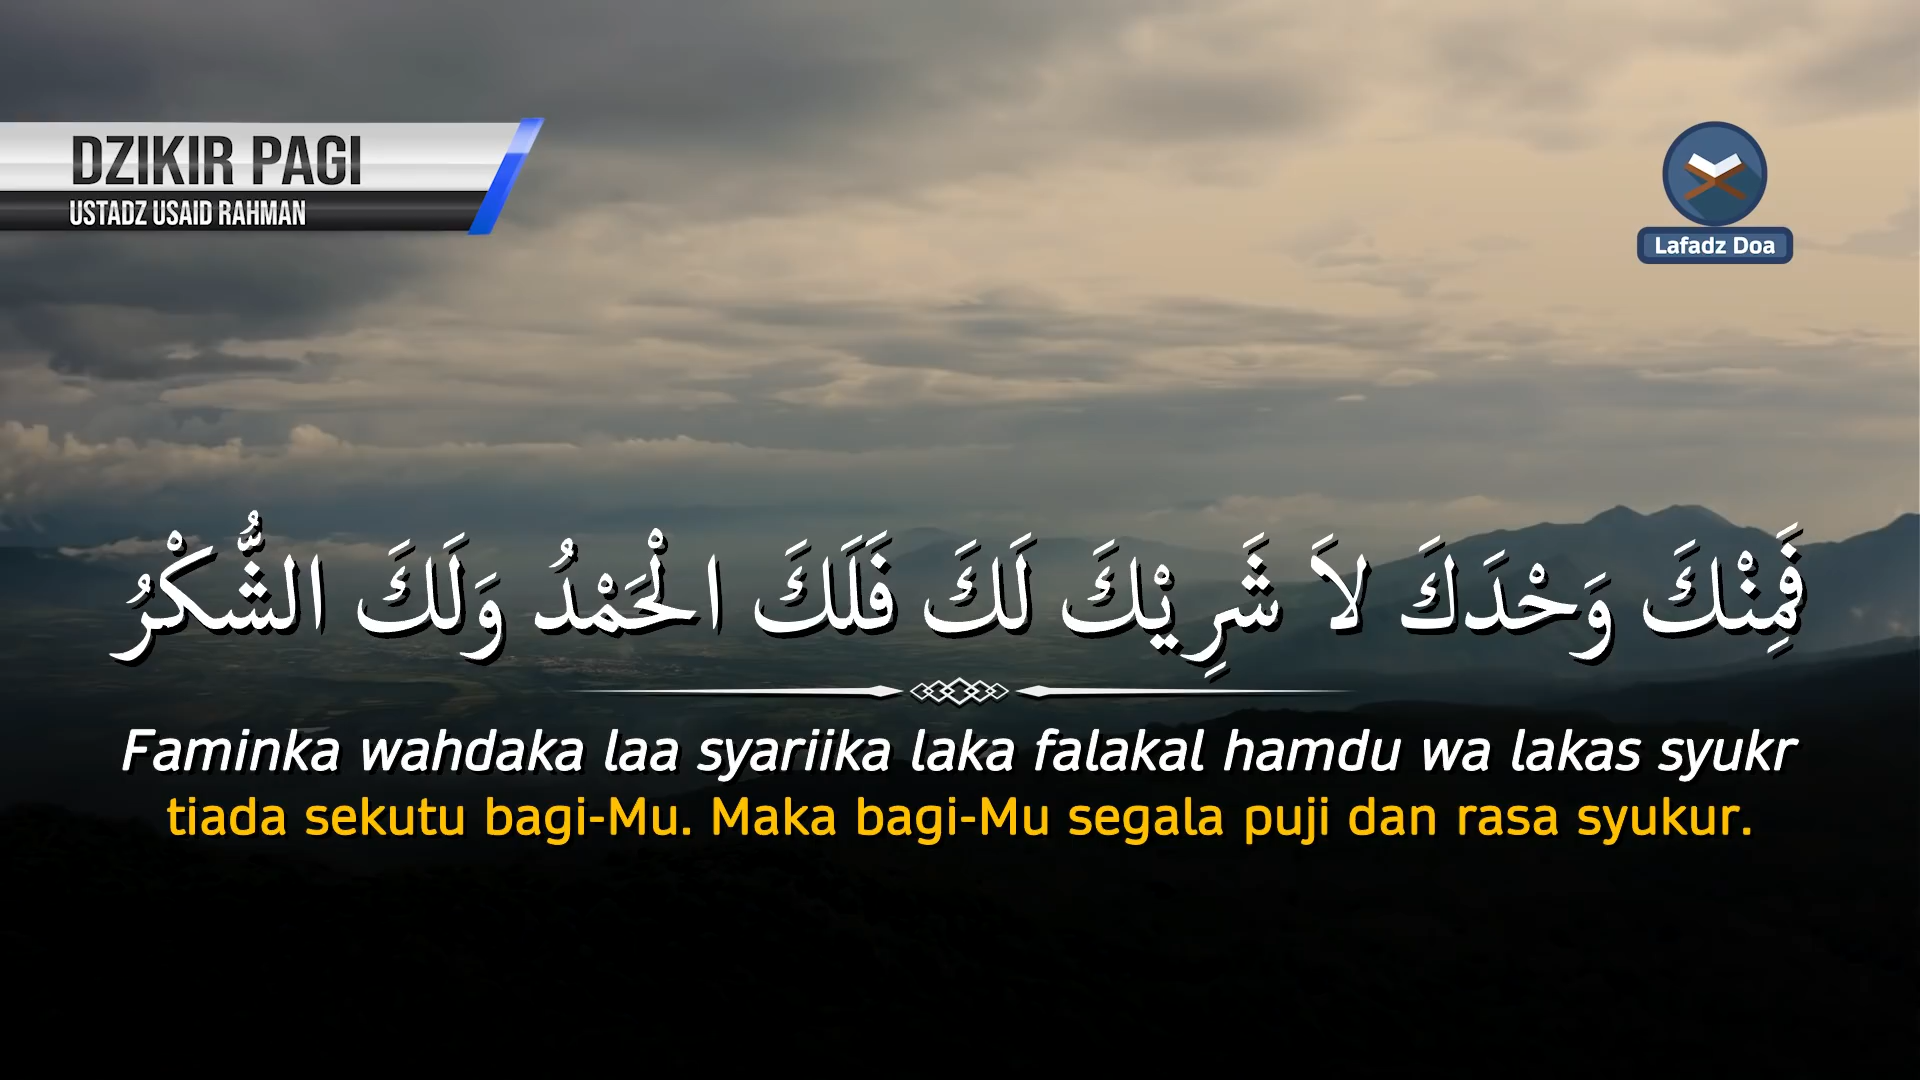 DZIKIR PAGI
USTADZ USAID RAHMAN
Lafadz Doa
فَمِنْكَ وَحْدَكَ لاَ شَرِيْكَ لَكَ فَلَكَ الْحَمْدُ وَلَكَ الشُّكْرُ
Faminka wahdaka laa syariika laka falakal hamdu wa lakas syukr
tiada sekutu bagi-Mu. Maka bagi-Mu segala puji dan rasa syukur.